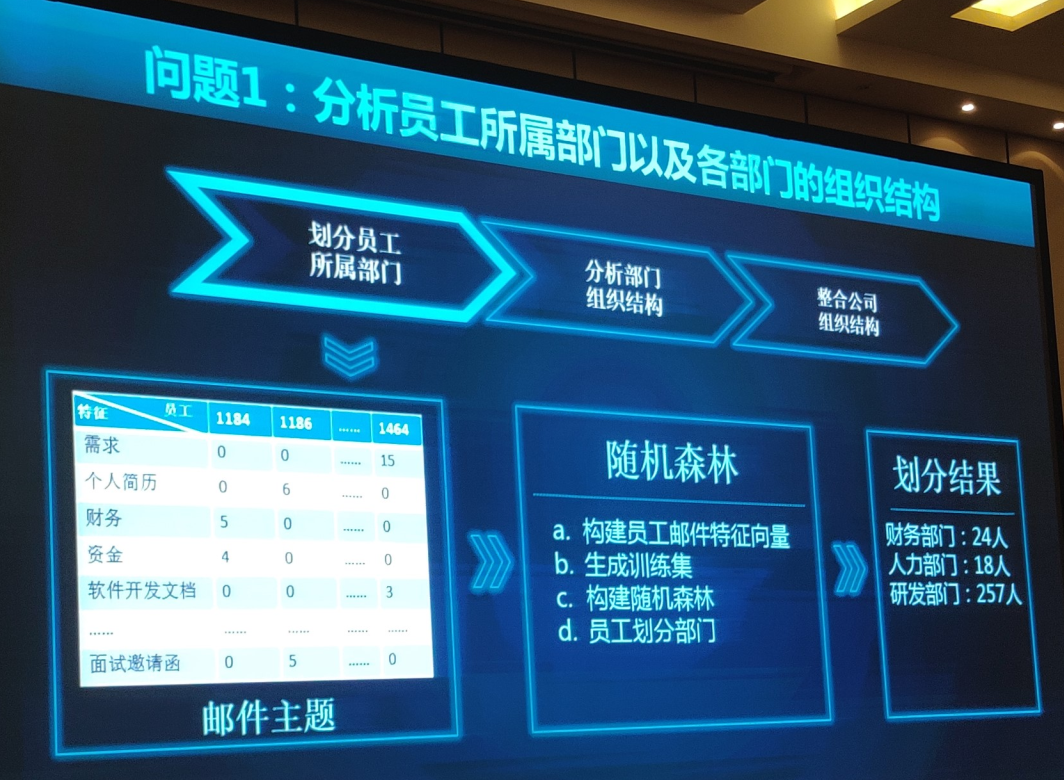 问题1：分析员工所属部门以及各部门的组织结构
划分员工
所属部门
分析部门
组织结构
整合公司
组织结构
特征 员工 1184 1186 …… 1464
需求 0 0 …… 15
个人简历 0 6 …… 0
财务 5 0 …… 0
资金 4 0 …… 0
软件开发文档 0 0 …… 3
…… …… …… …… ……
面试邀请函 0 5 …… 0
邮件主题
随机森林
a. 构建员工邮件特征向量
b. 生成训练集
c. 构建随机森林
d. 员工划分部门
划分结果
财务部门：24人
人力部门：18人
研发部门：257人